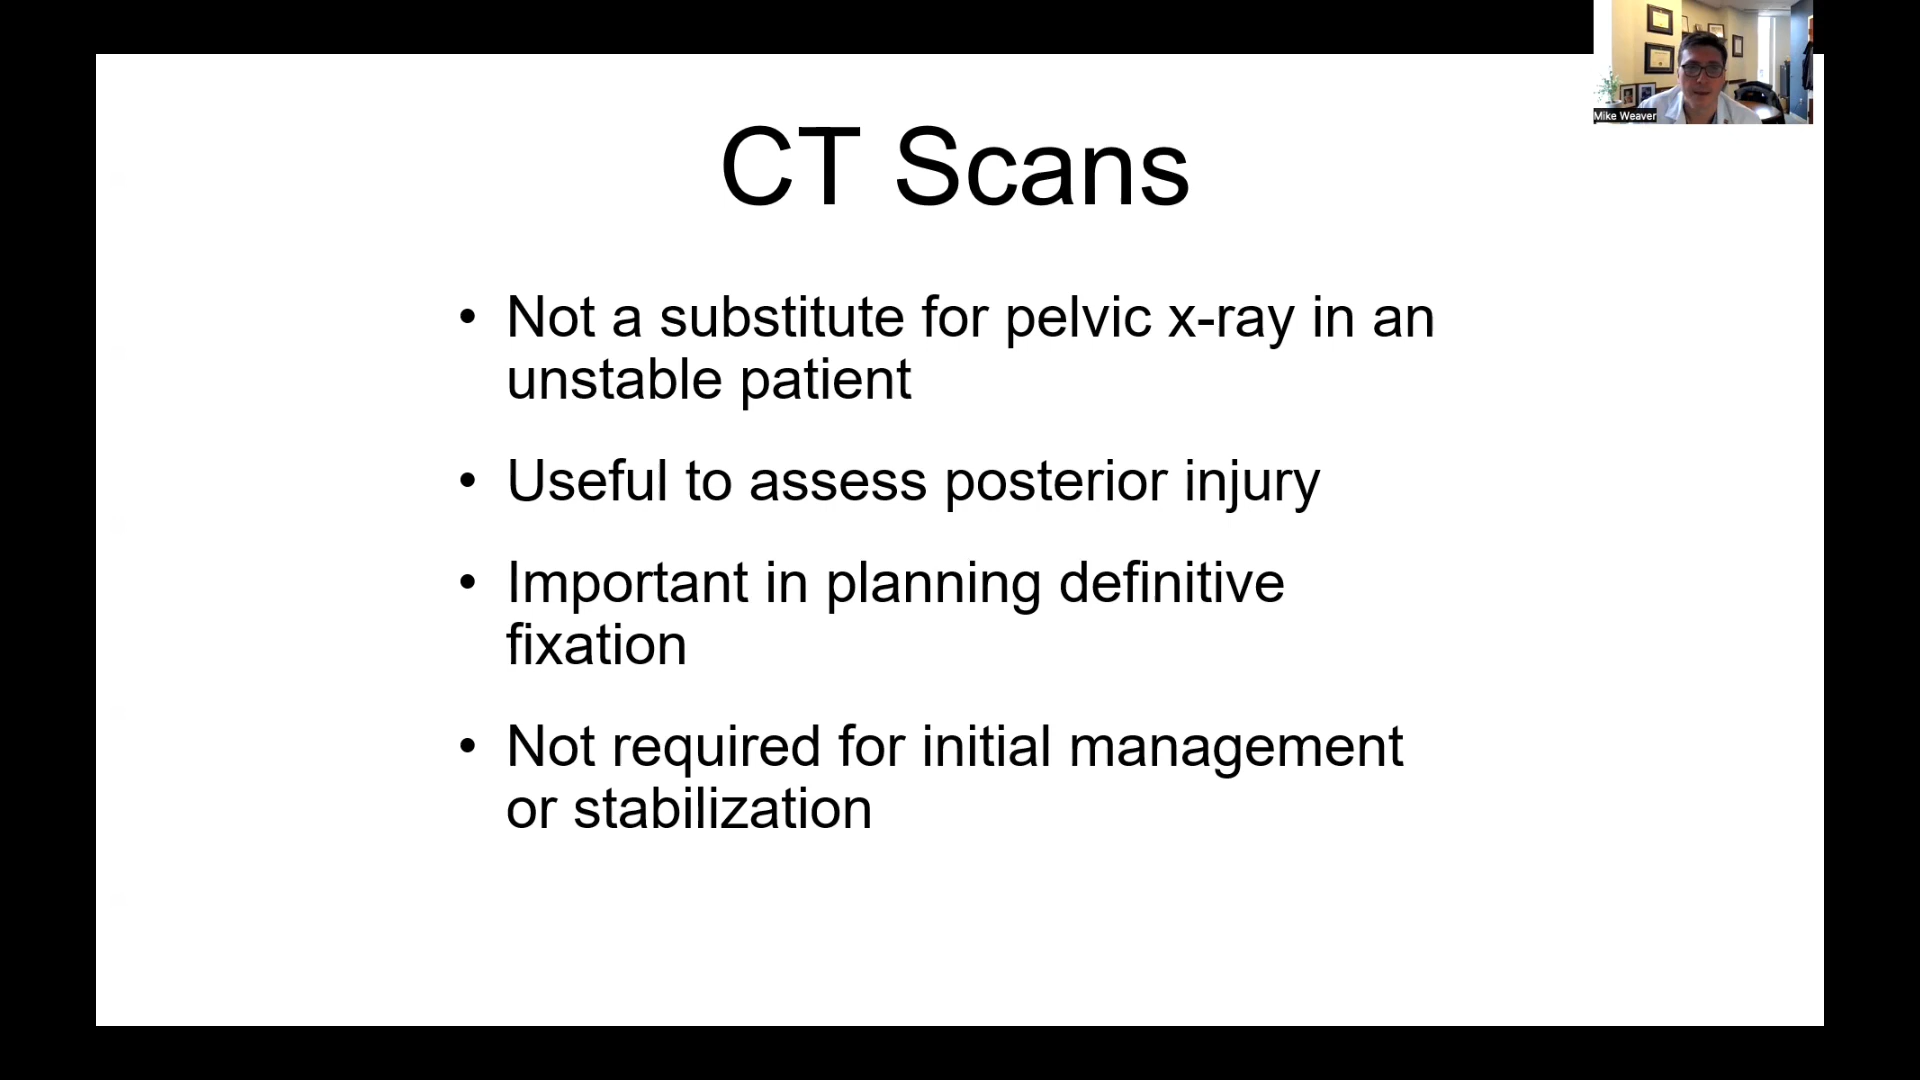 Mike Weaver
CT Scans
• Not a substitute for pelvic x-ray in an
unstable patient
• Useful to assess posterior injury
• Important in planning definitive
fixation
• Not required for initial management
or stabilization